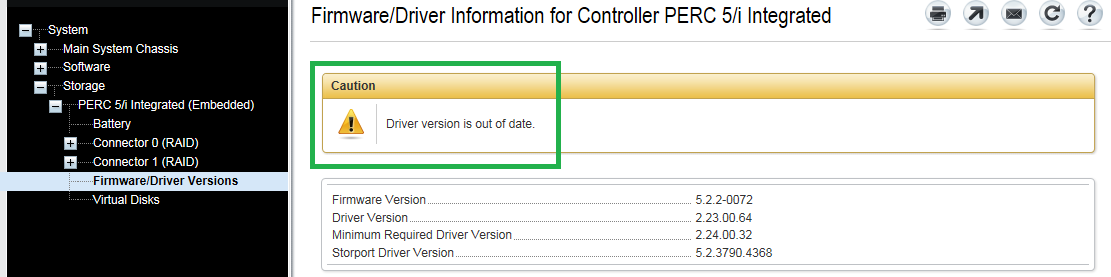 System
Main System Chassis
Software
Storage
PERC 5/i Integrated (Embedded)
Battery
Connector 0 (RAID)
Connector 1 (RAID)
Firmware/Driver Versions
Virtual Disks
Firmware/Driver Information for Controller PERC 5/i Integrated
Caution
Driver version is out of date.
Firmware Version 5.2.2-0072
Driver Version 2.23.00.64
Minimum Required Driver Version 2.24.00.32
Storport Driver Version 5.2.3790.4368